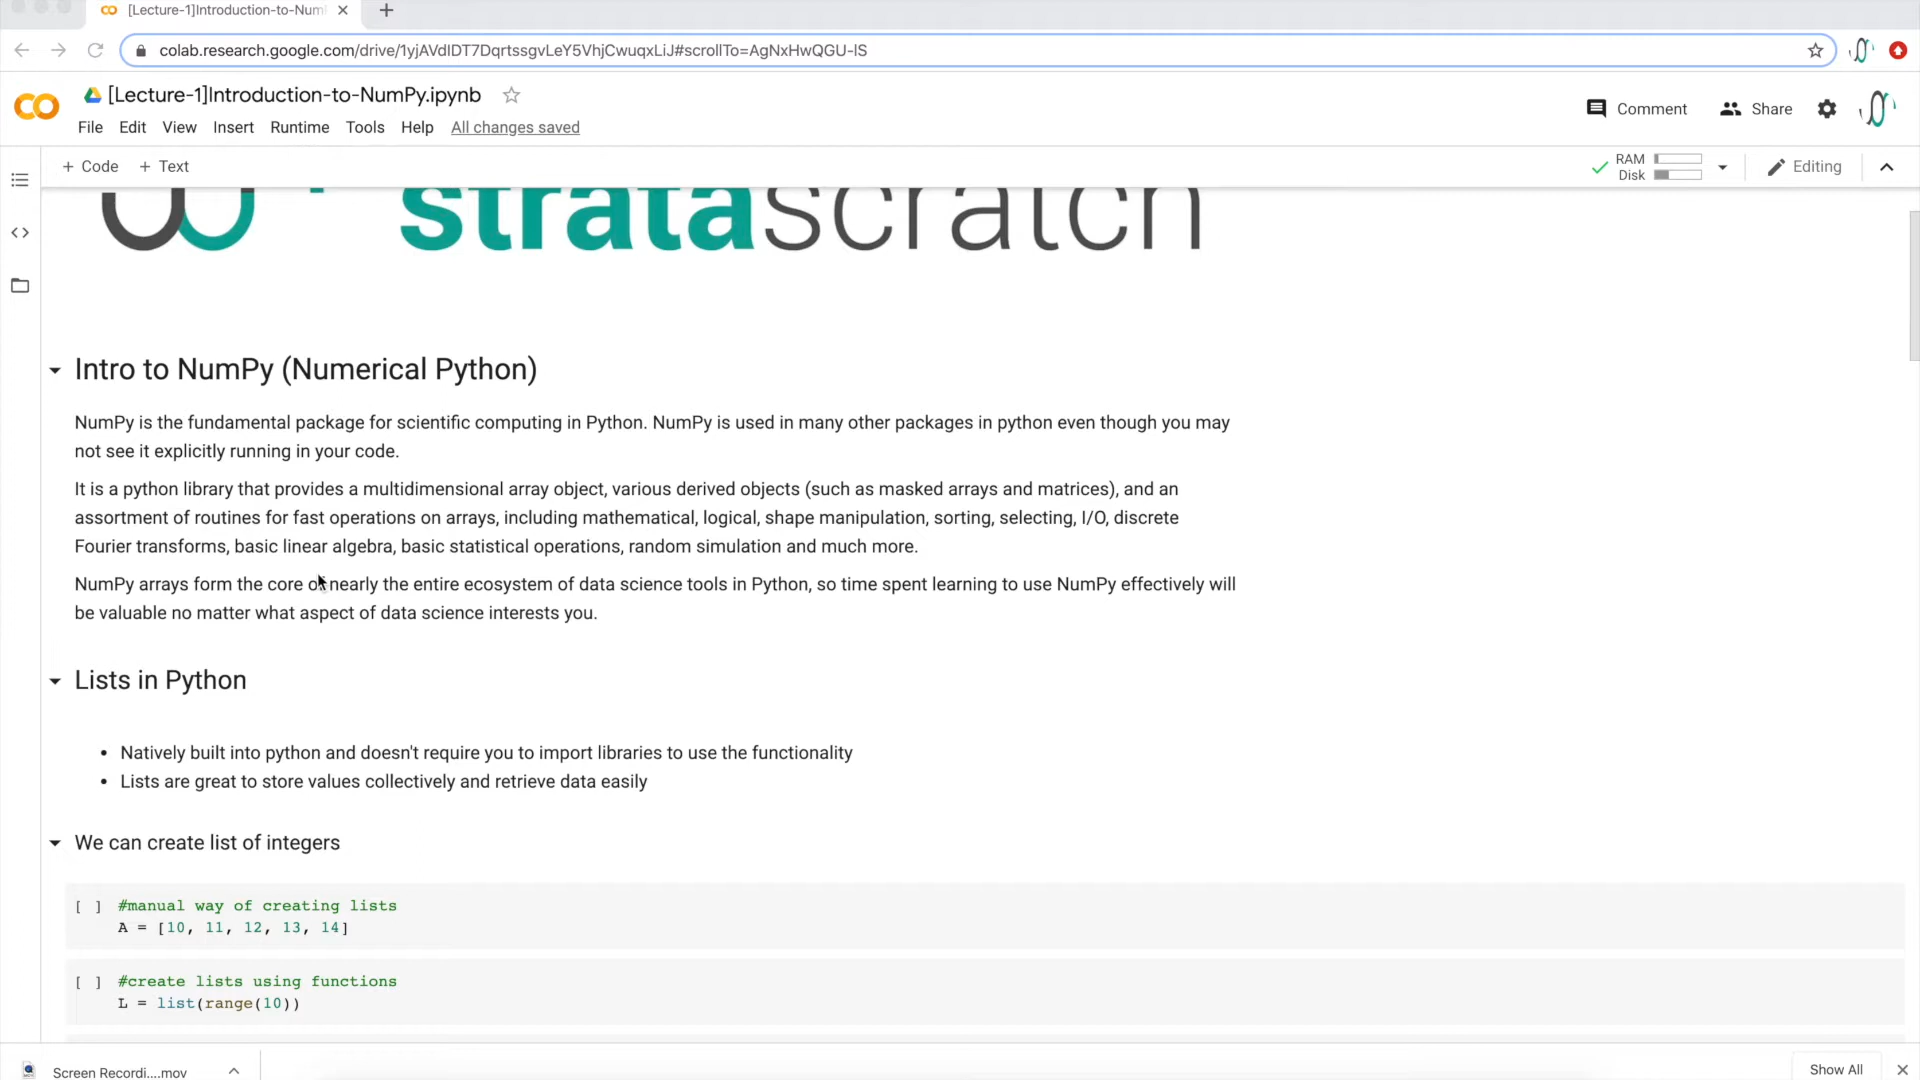 [Lecture-1]Introduction-to-Num
colab.research.google.com/drive/1yjAVdIDT7DqrtssgvLeY5VhjCwuqxLiJ#scrollTo=AgNxHwQGU-lS
[Lecture-1]Introduction-to-NumPy.ipynb
Comment
Share
File Edit View Insert Runtime Tools Help All changes saved
+ Code + Text
RAM
Disk
Editing
stratascratch
Intro to NumPy (Numerical Python)
NumPy is the fundamental package for scientific computing in Python. NumPy is used in many other packages in python even though you may
not see it explicitly running in your code.
It is a python library that provides a multidimensional array object, various derived objects (such as masked arrays and matrices), and an
assortment of routines for fast operations on arrays, including mathematical, logical, shape manipulation, sorting, selecting, I/O, discrete
Fourier transforms, basic linear algebra, basic statistical operations, random simulation and much more.
NumPy arrays form the core of nearly the entire ecosystem of data science tools in Python, so time spent learning to use NumPy effectively will
be valuable no matter what aspect of data science interests you.
Lists in Python
• Natively built into python and doesn't require you to import libraries to use the functionality
• Lists are great to store values collectively and retrieve data easily
We can create list of integers
[ ] #manual way of creating lists
A = [10, 11, 12, 13, 14]
[ ] #create lists using functions
L = list(range(10))
Screen Recordi....mov
Show All